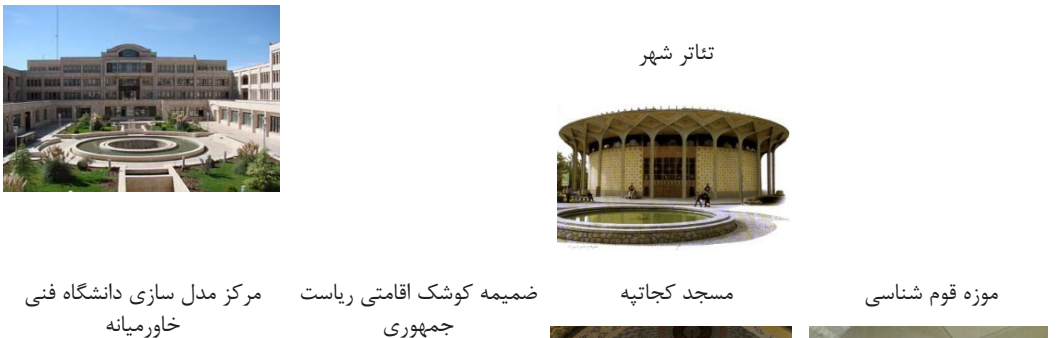 تئاتر شهر
موزه قوم شناسی
مسجد کجاتپه
ضمیمه کوشک اقامتی ریاست
جمهوری
مرکز مدل سازی دانشگاه فنی
خاورمیانه